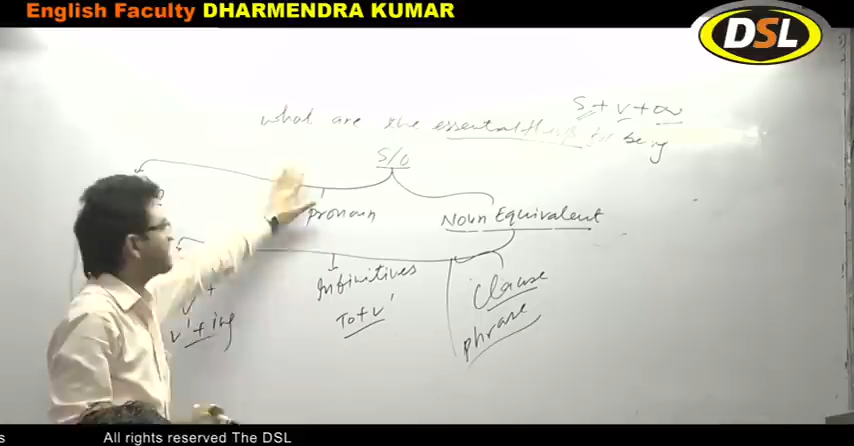 English Faculty DHARMENDRA KUMAR
DSL
S + V + O
what are the essential for being
S/O
Pronoun
Noun Equivalent
Infinitives
To + V¹
V¹ + ing
Clause
phrase
All rights reserved The DSL